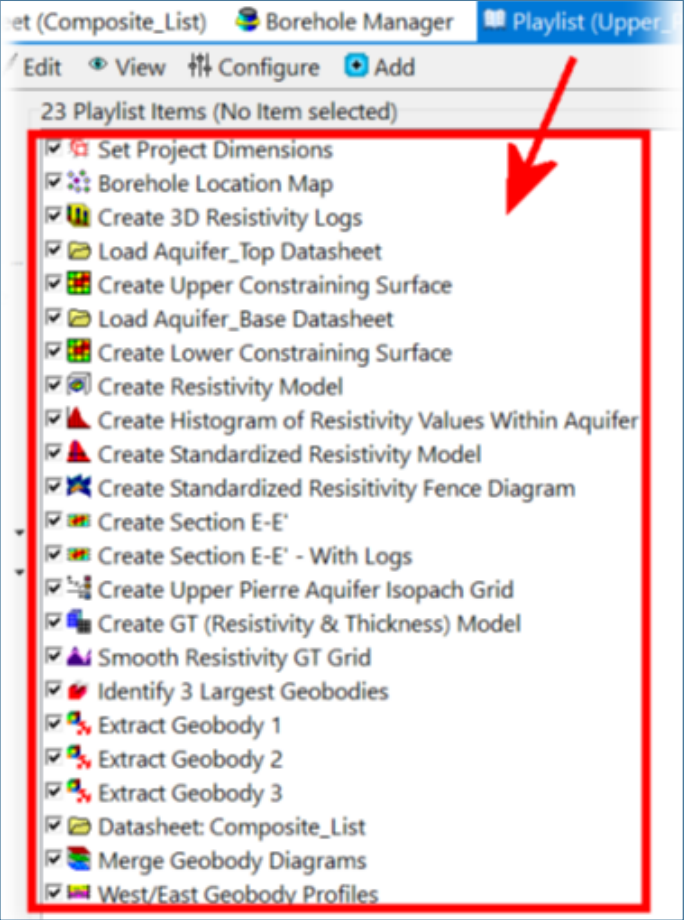 et (Composite_List) Borehole Manager Playlist (Upper_
Edit View Configure Add
23 Playlist Items (No Item selected)
Set Project Dimensions
Borehole Location Map
Create 3D Resistivity Logs
Load Aquifer_Top Datasheet
Create Upper Constraining Surface
Load Aquifer_Base Datasheet
Create Lower Constraining Surface
Create Resistivity Model
Create Histogram of Resistivity Values Within Aquifer
Create Standardized Resistivity Model
Create Standardized Resisitivity Fence Diagram
Create Section E-E'
Create Section E-E' - With Logs
Create Upper Pierre Aquifer Isopach Grid
Create GT (Resistivity & Thickness) Model
Smooth Resistivity GT Grid
Identify 3 Largest Geobodies
Extract Geobody 1
Extract Geobody 2
Extract Geobody 3
Datasheet: Composite_List
Merge Geobody Diagrams
West/East Geobody Profiles